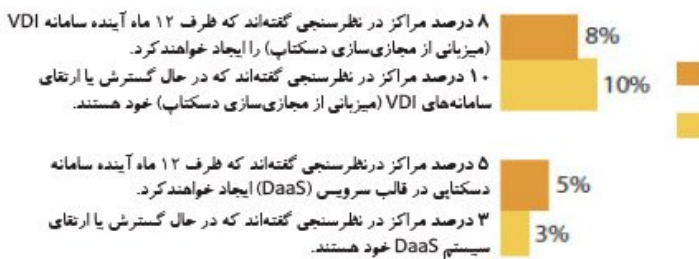 ۸ درصد مراکز در نظرسنجی گفته‌اند که ظرف ۱۲ ماه آینده سامانه VDI
(میزبانی از مجازی‌سازی دسکتاپ) را ایجاد خواهند کرد.
8%
۱۰ درصد مراکز در نظرسنجی گفته‌اند که در حال گسترش یا ارتقای
سامانه‌های VDI (میزبانی از مجازی‌سازی دسکتاپ) خود هستند.
10%
۵ درصد مراکز درنظرسنجی گفته‌اند که ظرف ۱۲ ماه آینده سامانه
دسکتاپی در قالب سرویس (DaaS) ایجاد خواهند کرد.
5%
۳ درصد مراکز در نظرسنجی گفته‌اند که در حال گسترش یا ارتقای
سیستم DaaS خود هستند.
3%